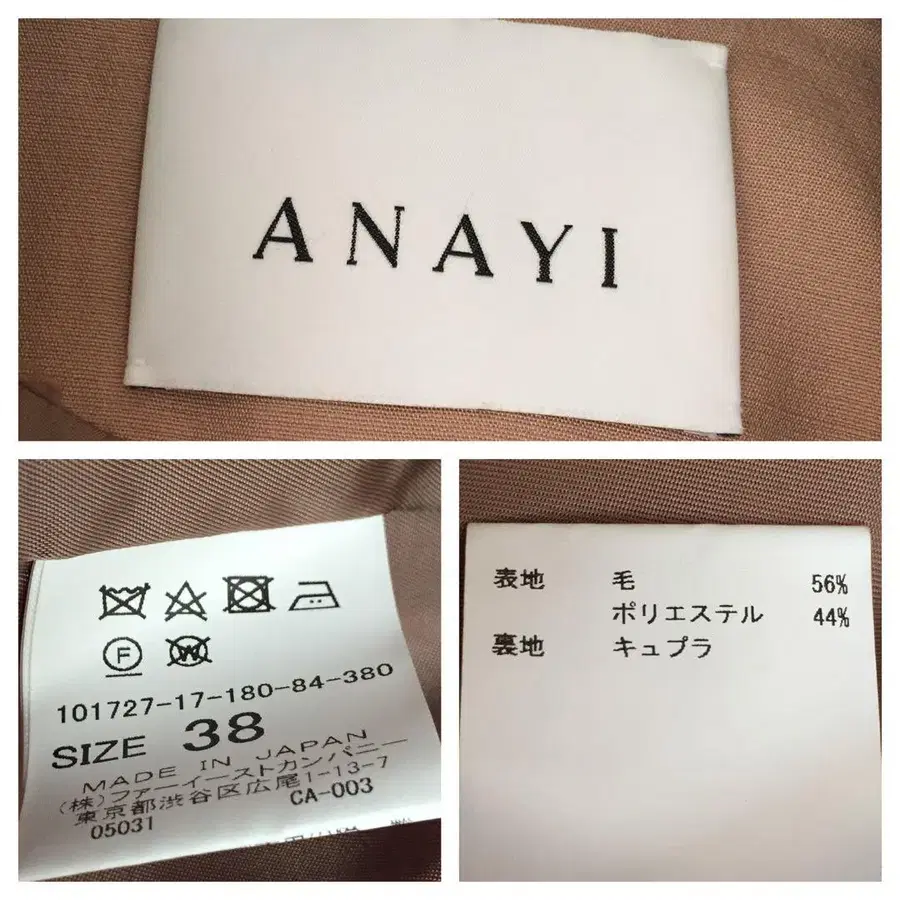 ANAYI
F W
101727-17-180-84-380
SIZE 38
MADE IN JAPAN
(株)ファーイーストカンパニー
東京都渋谷区広尾1-13-7
05031 CA-003
表地 毛 56%
ポリエステル 44%
裏地 キュプラ